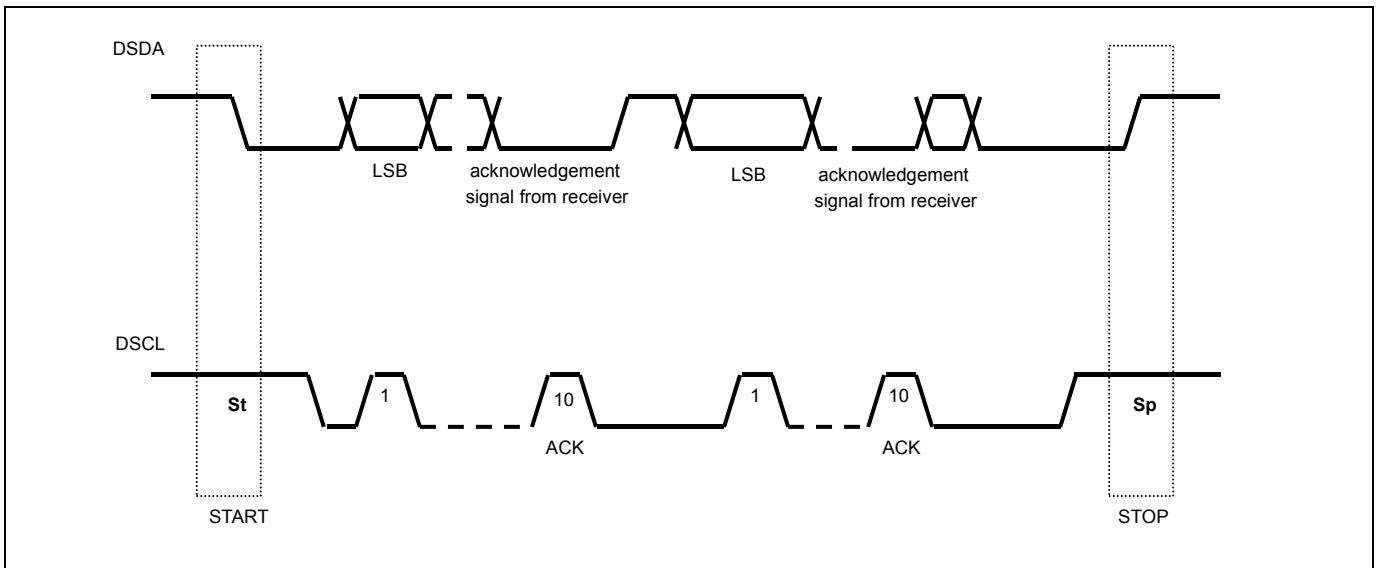 DSDA
LSB
acknowledgement
signal from receiver
LSB
acknowledgement
signal from receiver
DSCL
St
1
10
1
10
Sp
ACK
ACK
START
STOP